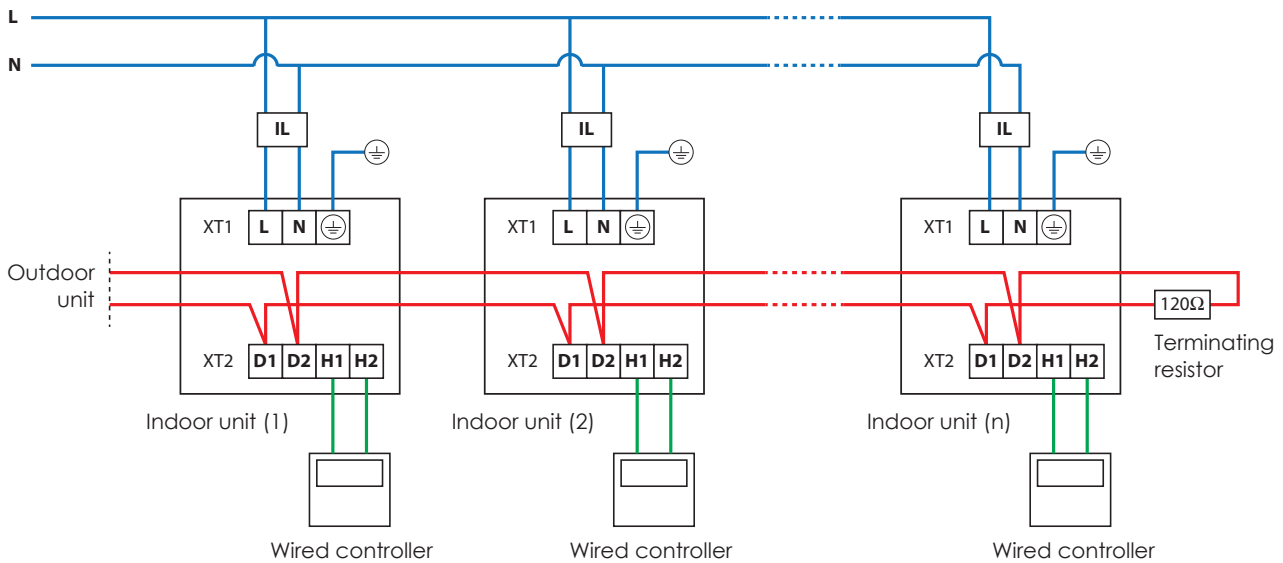 L
N
IL
IL
IL
XT1
L
N
XT1
L
N
XT1
L
N
Outdoor
unit
120Ω
Terminating
resistor
XT2
D1
D2
H1
H2
XT2
D1
D2
H1
H2
XT2
D1
D2
H1
H2
Indoor unit (1)
Indoor unit (2)
Indoor unit (n)
Wired controller
Wired controller
Wired controller